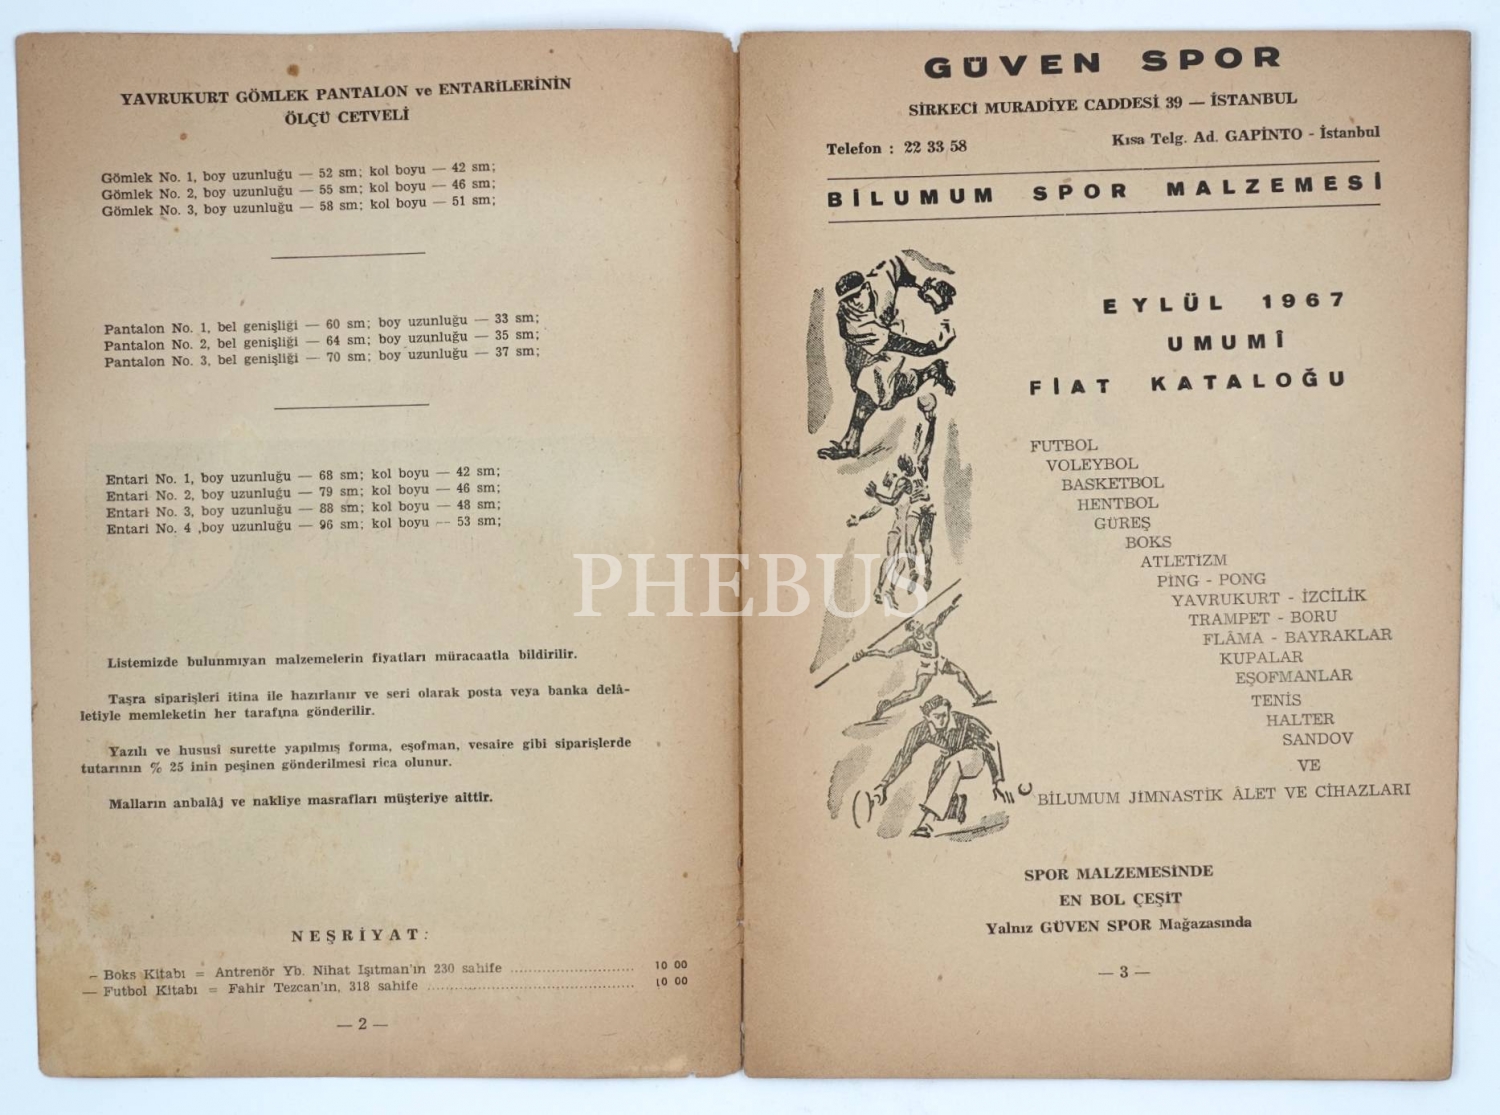 YAVRUKURT GÖMLEK PANTALON ve ENTARİLERİNİN
ÖLÇÜ CETVELİ
Gömlek No. 1, boy uzunluğu — 52 sm; kol boyu — 42 sm;
Gömlek No. 2, boy uzunluğu — 55 sm; kol boyu — 46 sm;
Gömlek No. 3, boy uzunluğu — 58 sm; kol boyu — 51 sm;
Pantalon No. 1, bel genişliği — 60 sm; boy uzunluğu — 33 sm;
Pantalon No. 2, bel genişliği — 64 sm; boy uzunluğu — 35 sm;
Pantalon No. 3, bel genişliği — 70 sm; boy uzunluğu — 37 sm;
Entari No. 1, boy uzunluğu — 68 sm; kol boyu — 42 sm;
Entari No. 2, boy uzunluğu — 79 sm; kol boyu — 46 sm;
Entari No. 3, boy uzunluğu — 88 sm; kol boyu — 48 sm;
Entari No. 4 ,boy uzunluğu — 96 sm; kol boyu — 53 sm;
Listemizde bulunmıyan malzemelerin fiyatları müracaatla bildirilir.
Taşra siparişleri itina ile hazırlanır ve seri olarak posta veya banka delâ-
letiyle memleketin her tarafına gönderilir.
Yazılı ve hususî surette yapılmış forma, eşofman, vesaire gibi siparişlerde
tutarının % 25 inin peşinen gönderilmesi rica olunur.
Malların anbalâj ve nakliye masrafları müşteriye aittir.
NEŞRİYAT:
— Boks Kitabı = Antrenör Yb. Nihat Işıtman'ın 230 sahife .......................... 10 00
— Futbol Kitabı = Fahir Tezcan'ın, 318 sahife .......................................... 10 00
— 2 —
GÜVEN SPOR
SİRKECİ MURADİYE CADDESİ 39 — İSTANBUL
Telefon : 22 33 58 Kısa Telg. Ad. GAPİNTO - İstanbul
BİLUMUM SPOR MALZEMESİ
EYLÜL 1967
UMUMÎ
FİAT KATALOĞU
FUTBOL
VOLEYBOL
BASKETBOL
HENTBOL
GÜREŞ
BOKS
ATLETİZM
PİNG - PONG
YAVRUKURT - İZCİLİK
TRAMPET - BORU
FLÂMA - BAYRAKLAR
KUPALAR
EŞOFMANLAR
TENİS
HALTER
SANDOV
VE
BİLUMUM JİMNASTİK ÂLET VE CİHAZLARI
SPOR MALZEMESİNDE
EN BOL ÇEŞİT
Yalnız GÜVEN SPOR Mağazasında
— 3 —
PHEBUS